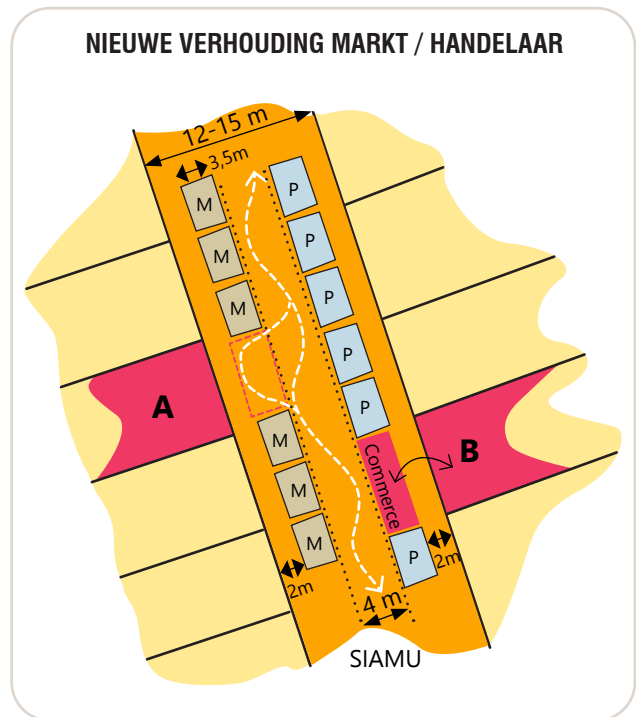 NIEUWE VERHOUDING MARKT / HANDELAAR
12-15 m
3,5m
M
P
M
P
M
P
P
A
P
M
B
Commerce
M
M
P
2m
2m
4 m
SIAMU